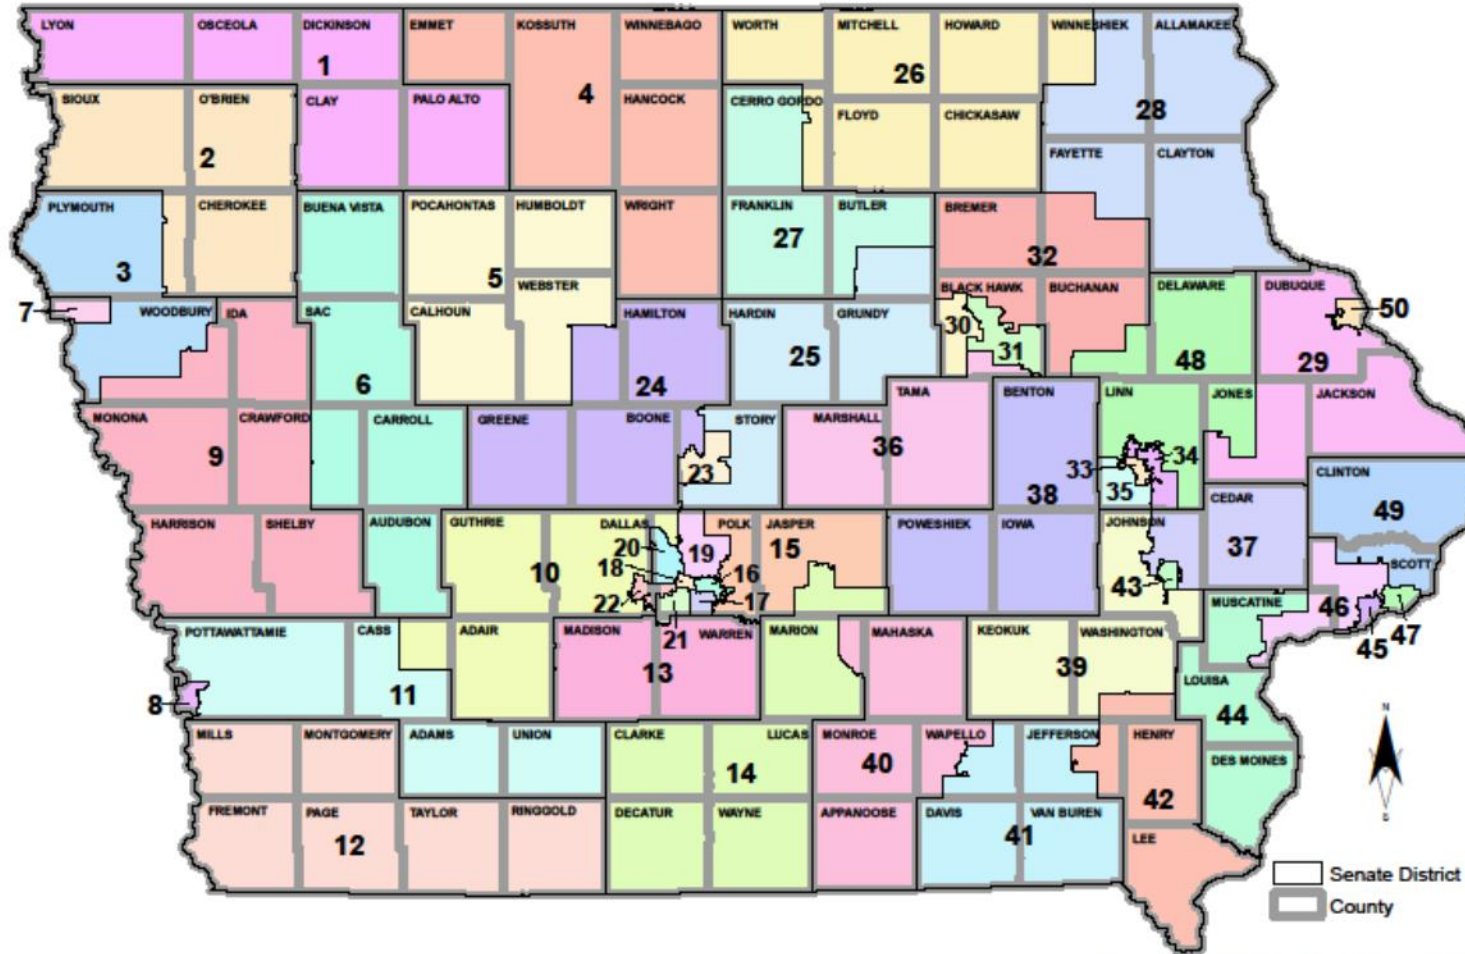 LYON OSCEOLA DICKINSON EMMET KOSSUTH WINNEBAGO WORTH MITCHELL HOWARD WINNESHIEK ALLAMAKEE
1 4 26
SIOUX O'BRIEN CLAY PALO ALTO HANCOCK CERRO GORDO FLOYD CHICKASAW 28
2 FAYETTE CLAYTON
PLYMOUTH CHEROKEE BUENA VISTA POCAHONTAS HUMBOLDT WRIGHT FRANKLIN BUTLER BREMER
3 5 27 32
7 WOODBURY IDA SAC CALHOUN WEBSTER HAMILTON HARDIN GRUNDY BLACK HAWK BUCHANAN DELAWARE DUBUQUE 50
6 24 25 30 31 48 29
MONONA CRAWFORD CARROLL GREENE BOONE STORY MARSHALL TAMA BENTON LINN JONES JACKSON
9 23 36 38 33 34 35 CLINTON
HARRISON SHELBY AUDUBON GUTHRIE DALLAS POLK JASPER POWESHIEK IOWA JOHNSON CEDAR 49
10 20 19 15 37 SCOTT
18 16 43
22 17 MUSCATINE 46
21 45 47
POTTAWATTAMIE CASS ADAIR MADISON WARREN MARION MAHASKA KEOKUK WASHINGTON
8 11 13 39 LOUISA
44
MILLS MONTGOMERY ADAMS UNION CLARKE LUCAS MONROE WAPELLO JEFFERSON HENRY DES MOINES
14 40 N
FREMONT PAGE TAYLOR RINGGOLD DECATUR WAYNE APPANOOSE DAVIS VAN BUREN 42
12 41 LEE S
Senate District
County